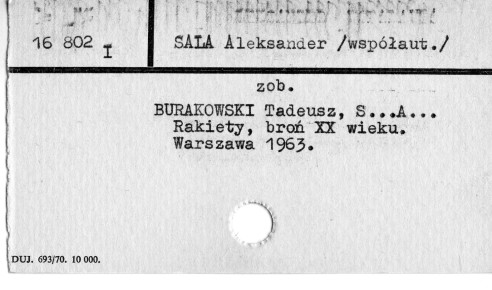 16 802 I
SALA Aleksander /współaut./
zob.
BURAKOWSKI Tadeusz, S...A...
Rakiety, broń XX wieku.
Warszawa 1963.
DUJ. 693/70. 10 000.